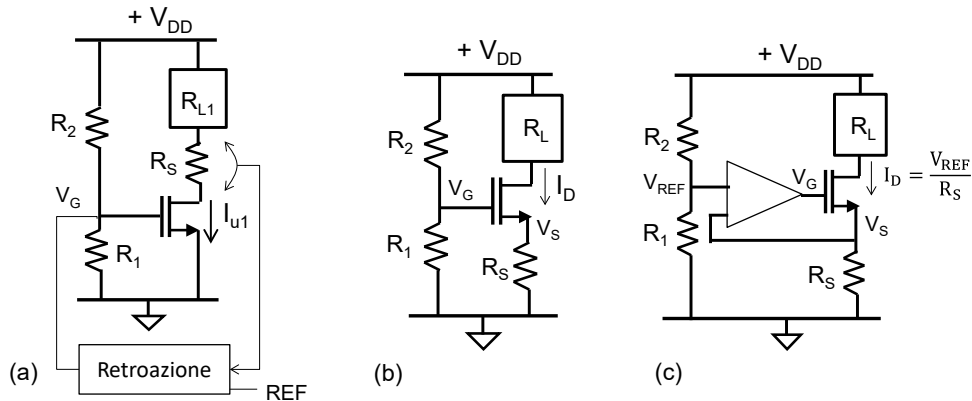 + V_DD
R_L1
R_2
R_S
V_G
I_u1
R_1
Retroazione
REF
(a)
+ V_DD
R_L
R_2
V_G
I_D
V_S
R_1
R_S
(b)
+ V_DD
R_2
R_L
V_REF
V_G
I_D = V_REF / R_S
V_S
R_1
R_S
(c)